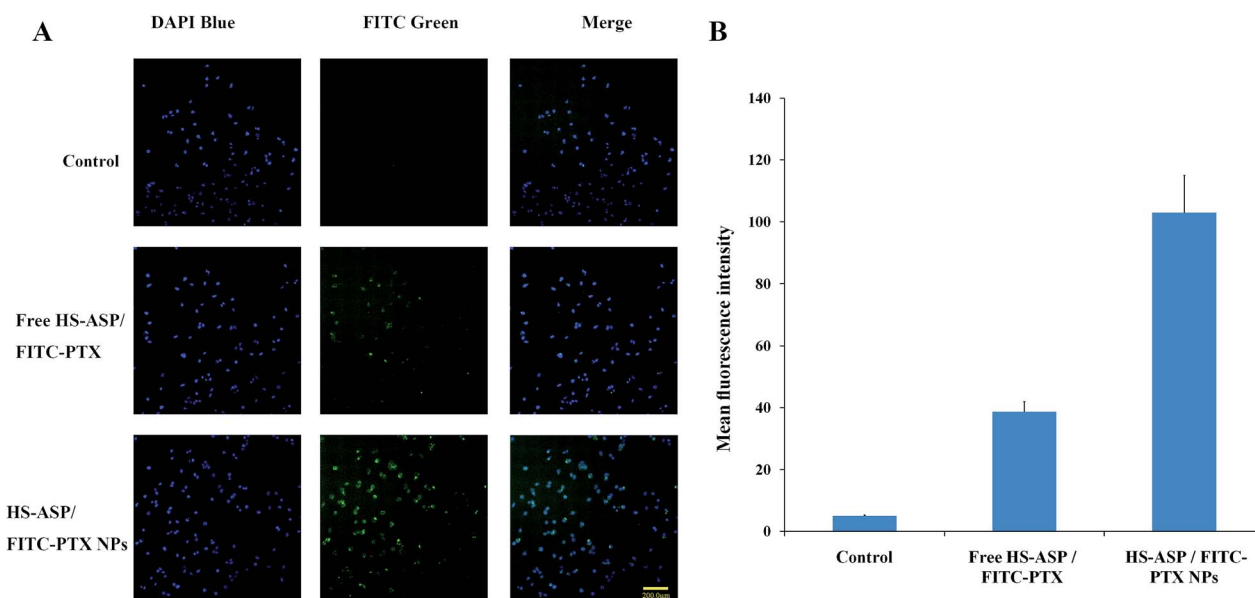 A
DAPI Blue
FITC Green
Merge
Control
Free HS-ASP/
FITC-PTX
HS-ASP/
FITC-PTX NPs
200.0μm
B
Mean fluorescence intensity
140
120
100
80
60
40
20
0
Control
Free HS-ASP /
FITC-PTX
HS-ASP / FITC-
PTX NPs